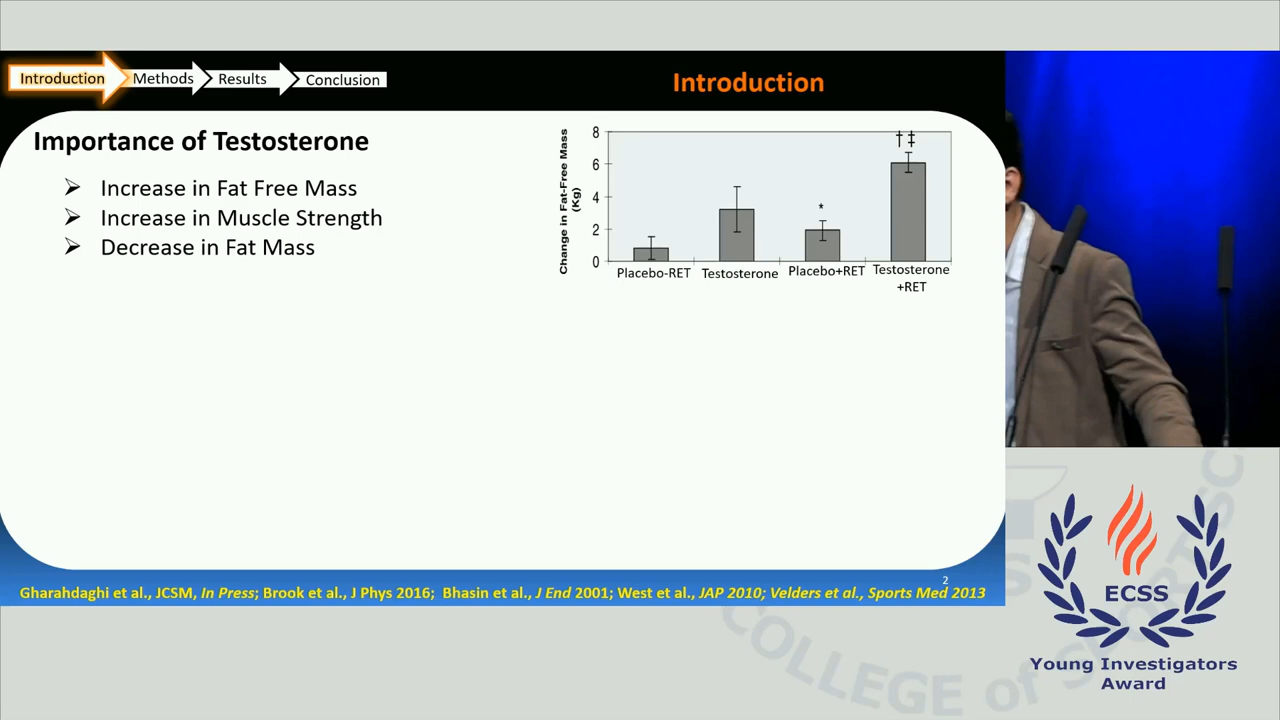 Introduction Methods Results Conclusion
Introduction
Importance of Testosterone
➢ Increase in Fat Free Mass
➢ Increase in Muscle Strength
➢ Decrease in Fat Mass
Change in Fat-Free Mass
(Kg)
8
6
4
2
0
† ‡
*
Placebo-RET Testosterone Placebo+RET Testosterone
+RET
2
Gharahdaghi et al., JCSM, In Press; Brook et al., J Phys 2016; Bhasin et al., J End 2001; West et al., JAP 2010; Velders et al., Sports Med 2013
ECSS
Young Investigators
Award
COLLEGE of